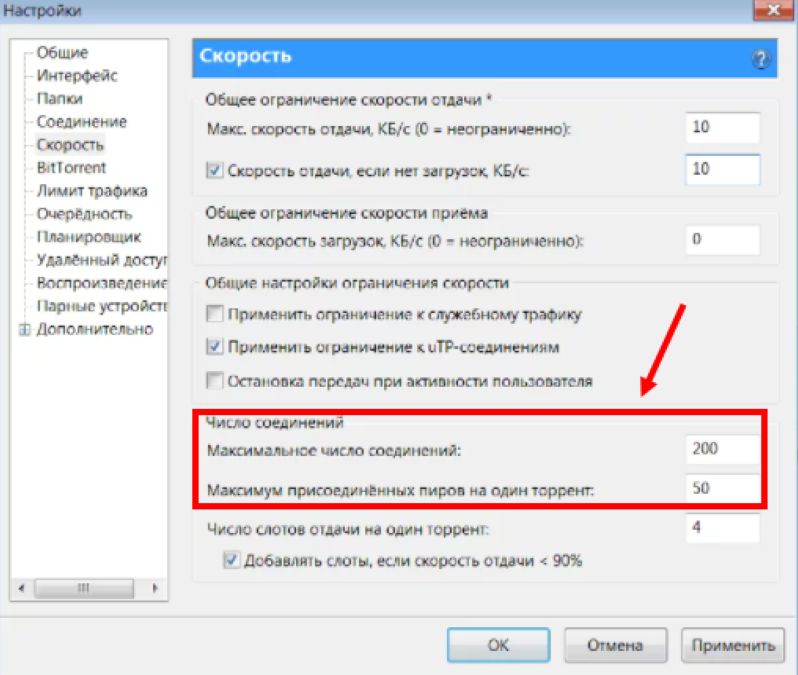 Настройки
Общие
Интерфейс
Папки
Соединение
Скорость
BitTorrent
Лимит трафика
Очерёдность
Планировщик
Удалённый доступ
Воспроизведение
Парные устройств
Дополнительно
Скорость
?
Общее ограничение скорости отдачи *
Макс. скорость отдачи, КБ/с (0 = неограниченно): 10
Скорость отдачи, если нет загрузок, КБ/с: 10
Общее ограничение скорости приёма
Макс. скорость загрузок, КБ/с (0 = неограниченно): 0
Общие настройки ограничения скорости
Применить ограничение к служебному трафику
Применить ограничение к uTP-соединениям
Остановка передач при активности пользователя
Число соединений
Максимальное число соединений: 200
Максимум присоединённых пиров на один торрент: 50
Число слотов отдачи на один торрент: 4
Добавлять слоты, если скорость отдачи < 90%
OK Отмена Применить